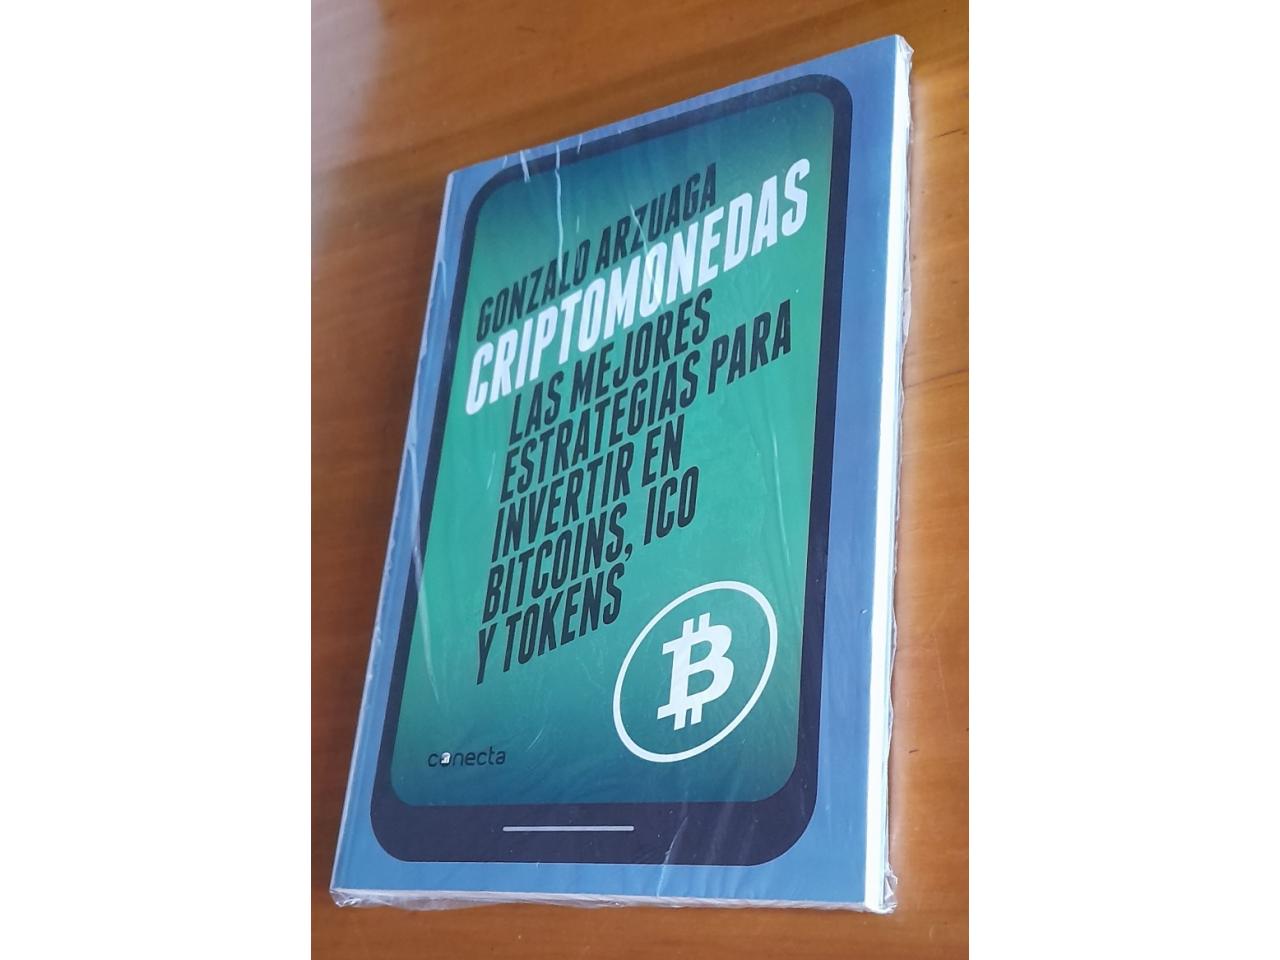 GONZALO ARZUAGA
CRIPTOMONEDAS
LAS MEJORES
ESTRATEGIAS PARA
INVERTIR EN
BITCOINS, ICO
Y TOKENS
conecta